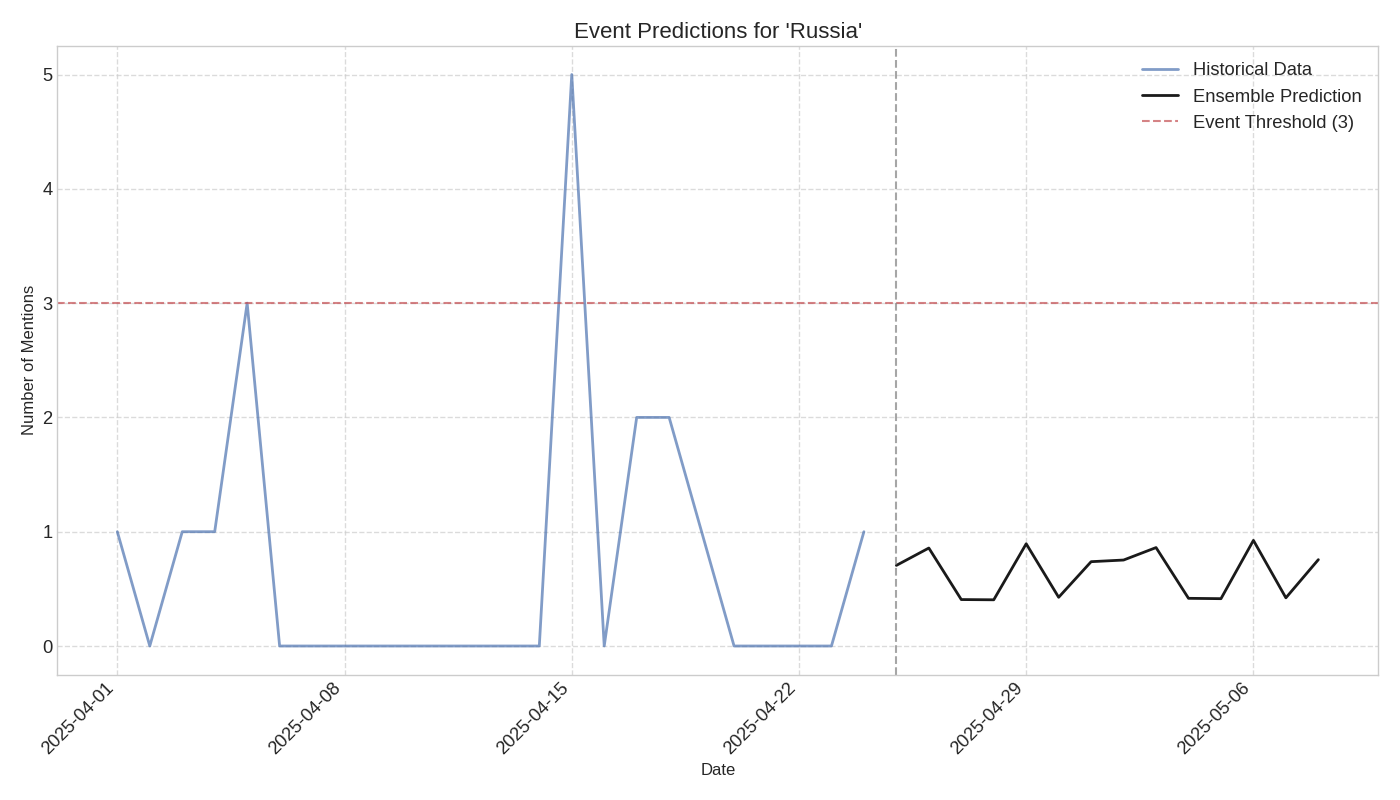 Event Predictions for 'Russia'
Historical Data
Ensemble Prediction
Event Threshold (3)
Number of Mentions
5
4
3
2
1
0
2025-04-01
2025-04-08
2025-04-15
2025-04-22
2025-04-29
2025-05-06
Date